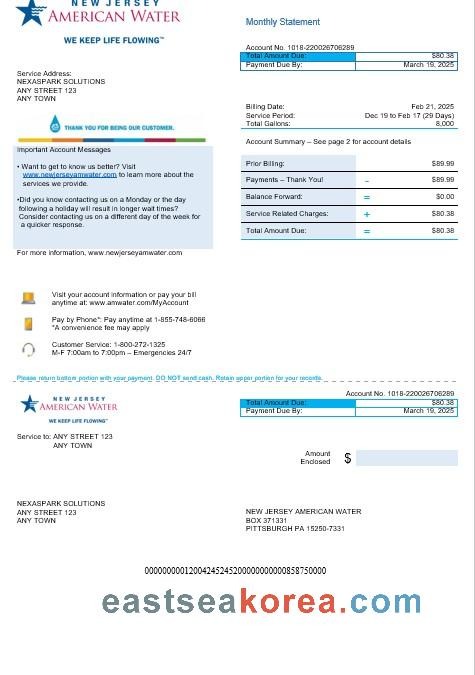 NEW JERSEY
AMERICAN WATER
WE KEEP LIFE FLOWING™
Monthly Statement
Account No. 1018-220026706289
Total Amount Due: $80.38
Payment Due By: March 19, 2025
Service Address:
NEXASPARK SOLUTIONS
ANY STREET 123
ANY TOWN
Billing Date: Feb 21, 2025
Service Period: Dec 19 to Feb 17 (29 Days)
Total Gallons: 8,000
THANK YOU FOR BEING OUR CUSTOMER.
Important Account Messages
• Want to get to know us better? Visit
www.newjerseyamwater.com to learn more about the
services we provide.
•Did you know contacting us on a Monday or the day
following a holiday will result in longer wait times?
Consider contacting us on a different day of the week for
a quicker response.
For more information, www.newjerseyamwater.com
Account Summary – See page 2 for account details
Prior Billing: $89.99
Payments – Thank You! – $89.99
Balance Forward: = $0.00
Service Related Charges: + $80.38
Total Amount Due: = $80.38
Visit your account information or pay your bill
anytime at: www.amwater.com/MyAccount
Pay by Phone*: Pay anytime at 1-855-748-6066
*A convenience fee may apply
Customer Service: 1-800-272-1325
M-F 7:00am to 7:00pm – Emergencies 24/7
Please return bottom portion with your payment. DO NOT send cash. Retain upper portion for your records.
NEW JERSEY
AMERICAN WATER
WE KEEP LIFE FLOWING™
Account No. 1018-220026706289
Total Amount Due: $80.38
Payment Due By: March 19, 2025
Service to: ANY STREET 123
ANY TOWN
Amount
Enclosed $
NEXASPARK SOLUTIONS
ANY STREET 123
ANY TOWN
NEW JERSEY AMERICAN WATER
BOX 371331
PITTSBURGH PA 15250-7331
eastseakorea.com